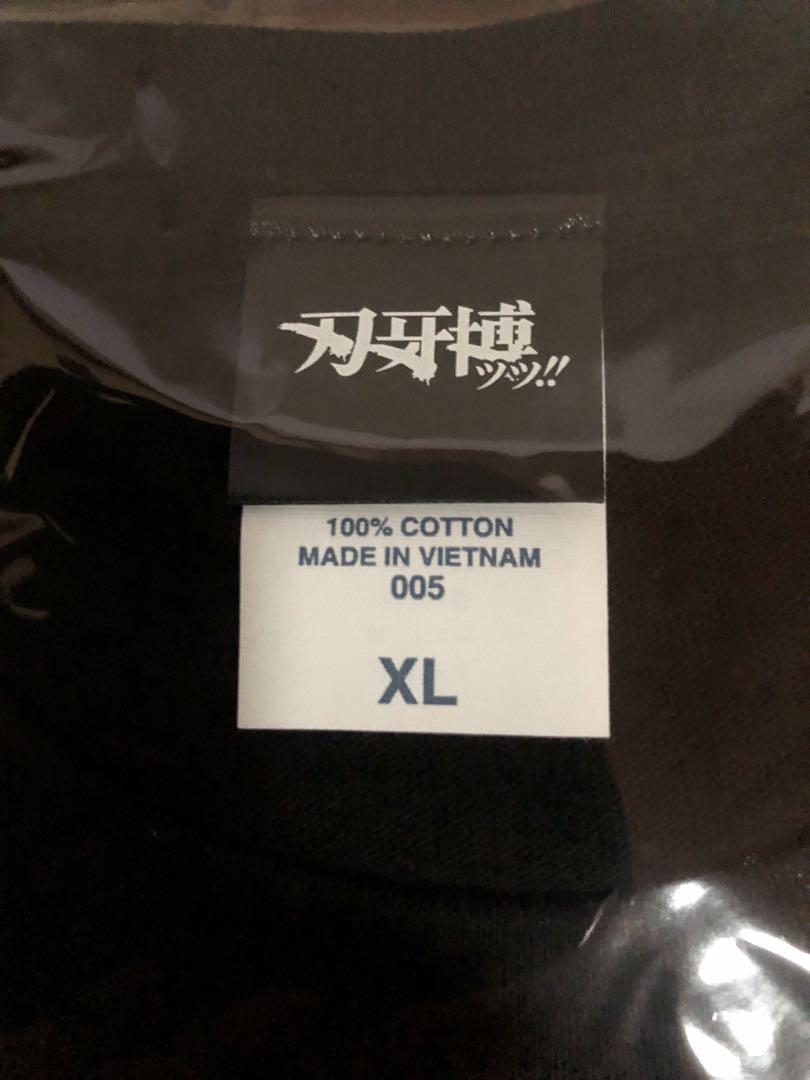 刃牙博ッッ!!
100% COTTON
MADE IN VIETNAM
005
XL